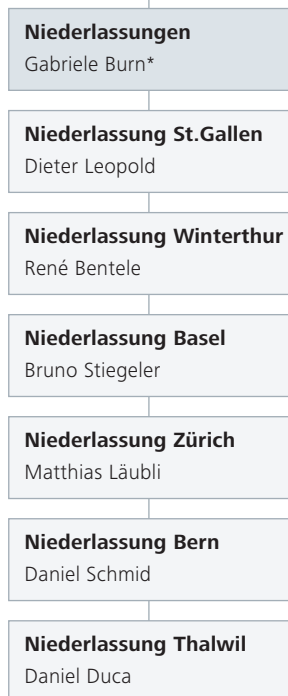 Niederlassungen
Gabriele Burn*
Niederlassung St.Gallen
Dieter Leopold
Niederlassung Winterthur
René Bentele
Niederlassung Basel
Bruno Stiegeler
Niederlassung Zürich
Matthias Läubli
Niederlassung Bern
Daniel Schmid
Niederlassung Thalwil
Daniel Duca